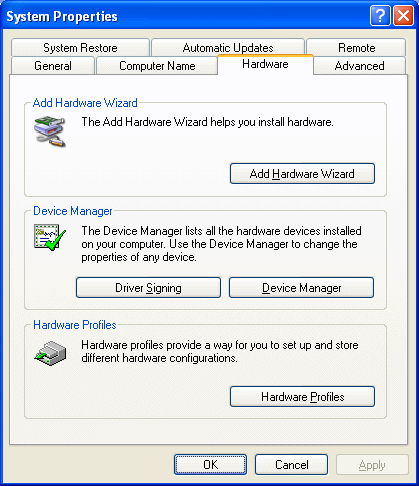 System Properties
System Restore
Automatic Updates
Remote
General
Computer Name
Hardware
Advanced
Add Hardware Wizard
The Add Hardware Wizard helps you install hardware.
Add Hardware Wizard
Device Manager
The Device Manager lists all the hardware devices installed
on your computer. Use the Device Manager to change the
properties of any device.
Driver Signing
Device Manager
Hardware Profiles
Hardware profiles provide a way for you to set up and store
different hardware configurations.
Hardware Profiles
OK
Cancel
Apply